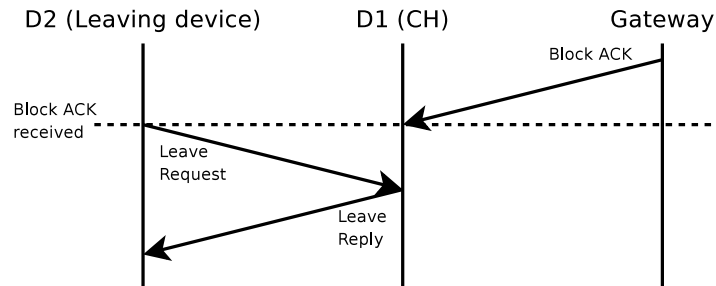 D2 (Leaving device)
D1 (CH)
Gateway
Block ACK
Block ACK
received
Leave
Request
Leave
Reply